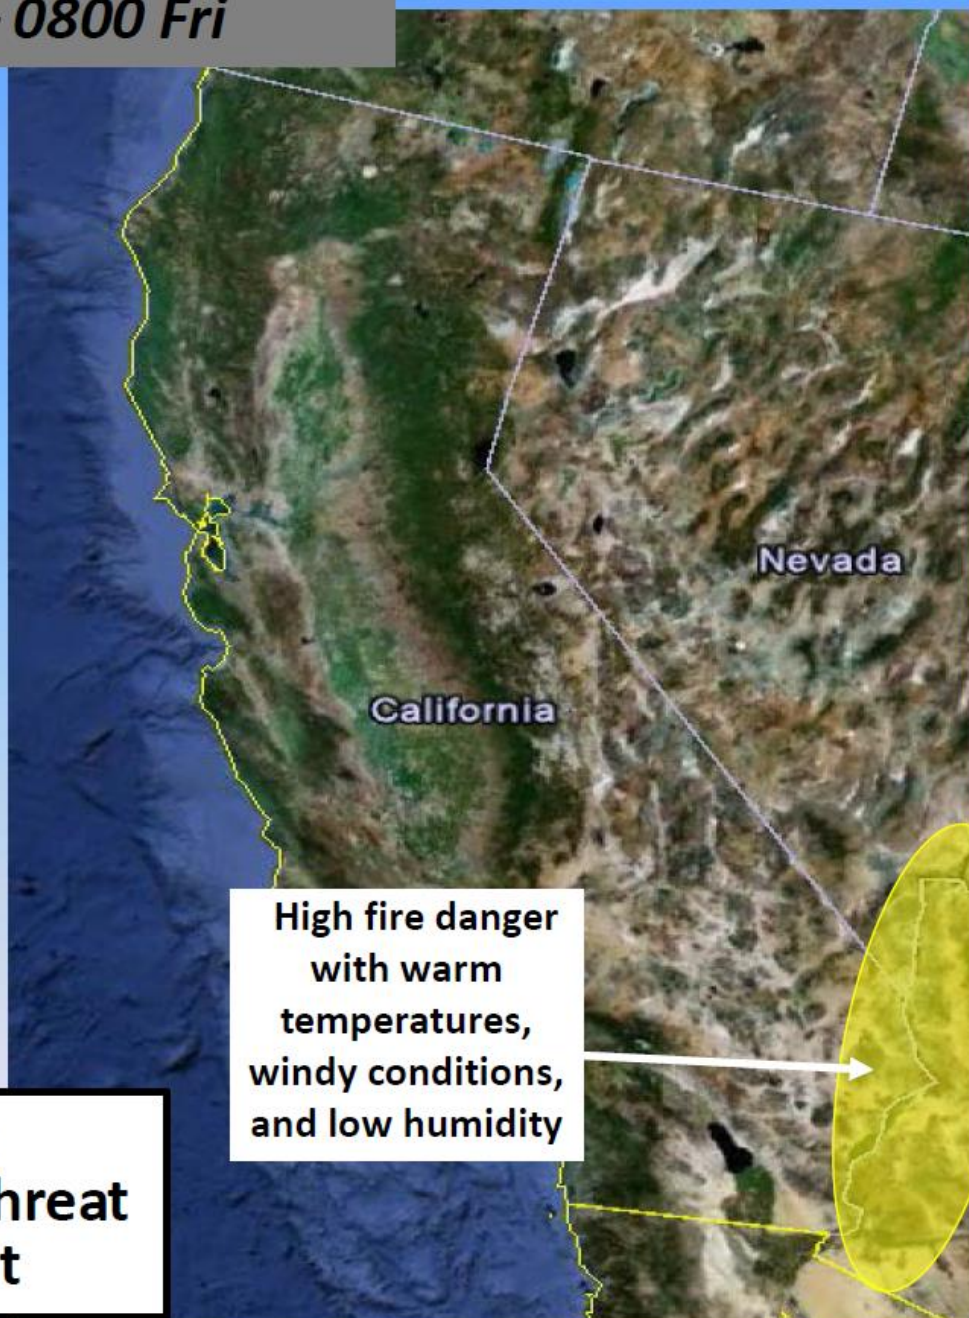 0800 Fri
Nevada
California
High fire danger
with warm
temperatures,
windy conditions,
and low humidity
hreat
t